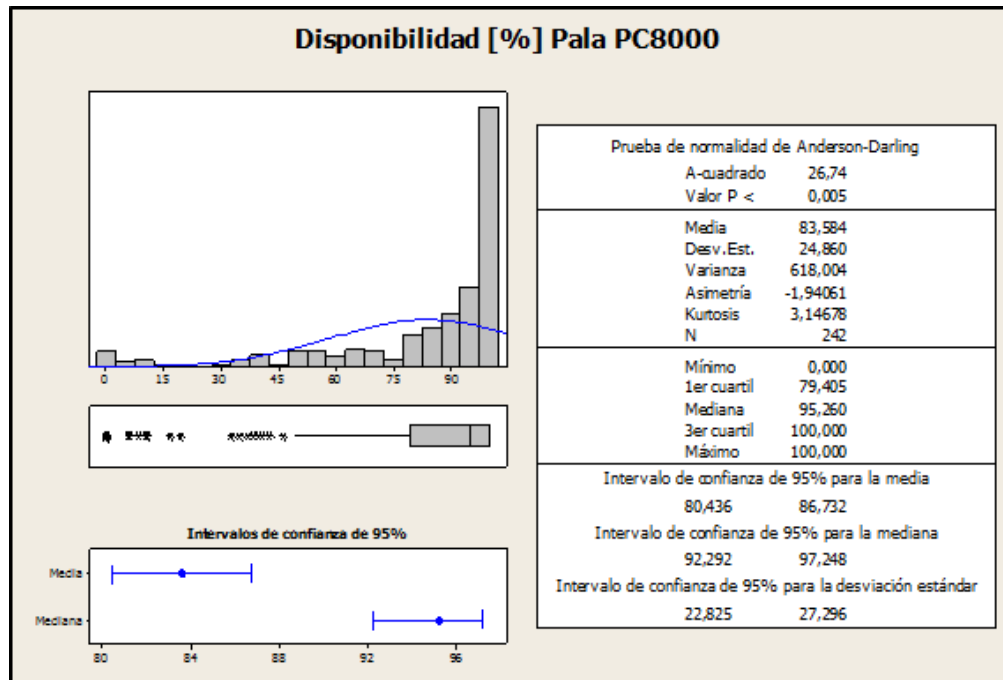 Disponibilidad [%] Pala PC8000
0 15 30 45 60 75 90
Intervalos de confianza de 95%
Media
Mediana
80 84 88 92 96
Prueba de normalidad de Anderson-Darling
A-cuadrado 26,74
Valor P < 0,005
Media 83,584
Desv.Est. 24,860
Varianza 618,004
Asimetría -1,94061
Kurtosis 3,14678
N 242
Mínimo 0,000
1er cuartil 79,405
Mediana 95,260
3er cuartil 100,000
Máximo 100,000
Intervalo de confianza de 95% para la media
80,436 86,732
Intervalo de confianza de 95% para la mediana
92,292 97,248
Intervalo de confianza de 95% para la desviación estándar
22,825 27,296